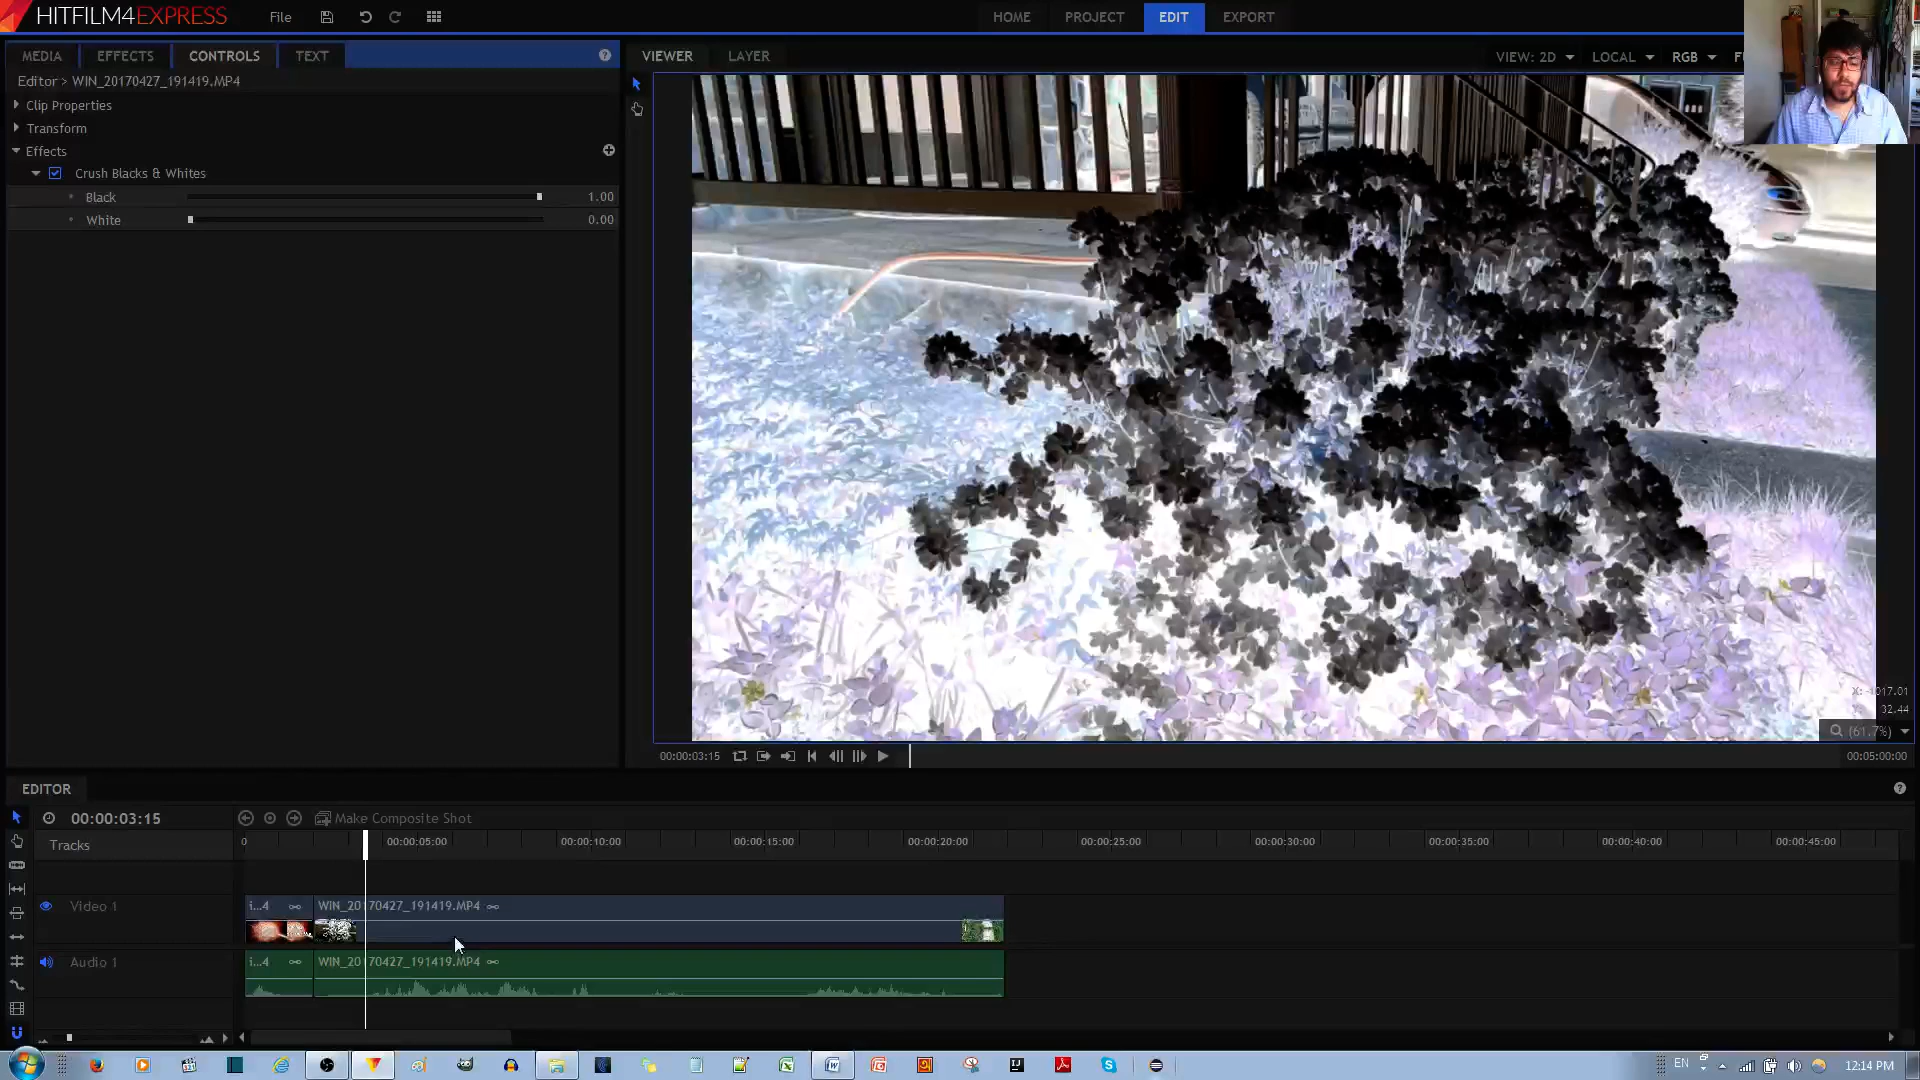 HITFILM4EXPRESS File HOME PROJECT EDIT EXPORT
MEDIA EFFECTS CONTROLS TEXT
VIEWER LAYER VIEW: 2D LOCAL RGB
Editor > WIN_20170427_191419.MP4
Clip Properties
Transform
Effects
Crush Blacks & Whites
Black 1.00
White 0.00
(61.7%)
00:00:03:15 00:05:00:00
EDITOR
00:00:03:15 Make Composite Shot
Tracks 0 00:00:05:00 00:00:10:00 00:00:15:00 00:00:20:00 00:00:25:00 00:00:30:00 00:00:35:00 00:00:40:00 00:00:45:00
Video 1 i...4 WIN_20170427_191419.MP4
Audio 1 i...4 WIN_20170427_191419.MP4
EN 12:14 PM